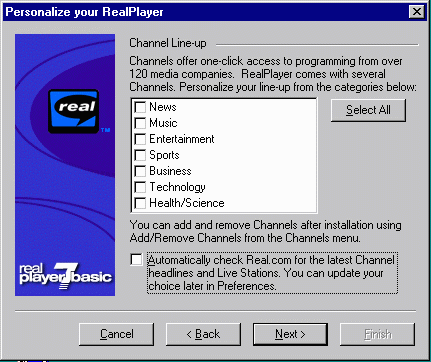 Personalize your RealPlayer
Channel Line-up
Channels offer one-click access to programming from over
120 media companies. RealPlayer comes with several
Channels. Personalize your line-up from the categories below:
real
TM
News
Music
Entertainment
Sports
Business
Technology
Health/Science
Select All
You can add and remove Channels after installation using
Add/Remove Channels from the Channels menu.
Automatically check Real.com for the latest Channel
headlines and Live Stations. You can update your
choice later in Preferences.
real
player 7 basic
Cancel
< Back
Next >
Finish